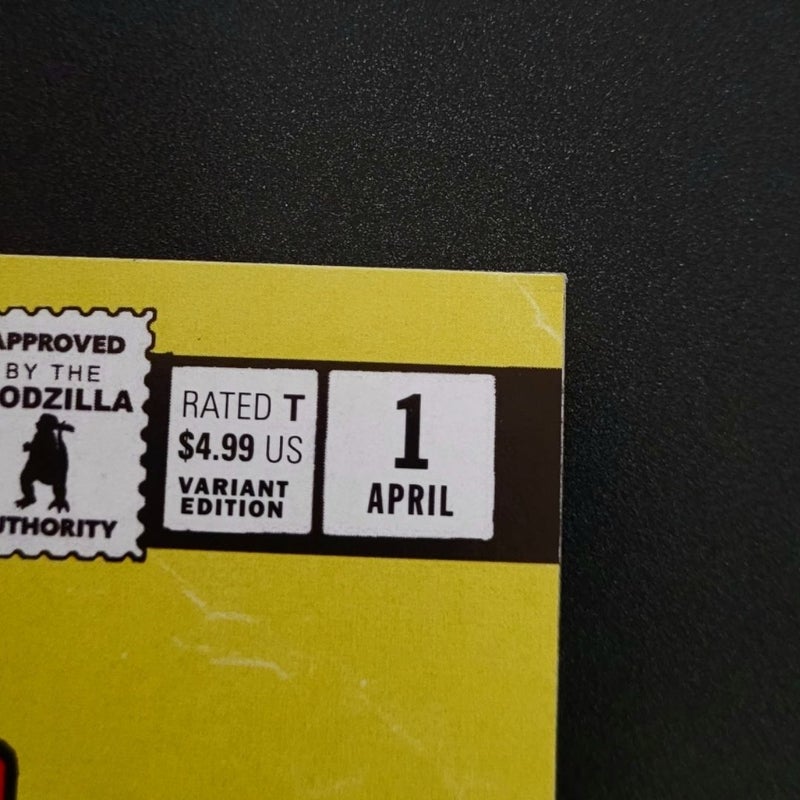 APPROVED
BY THE
ODZILLA
UTHORITY
RATED T
$4.99 US
VARIANT
EDITION
1
APRIL